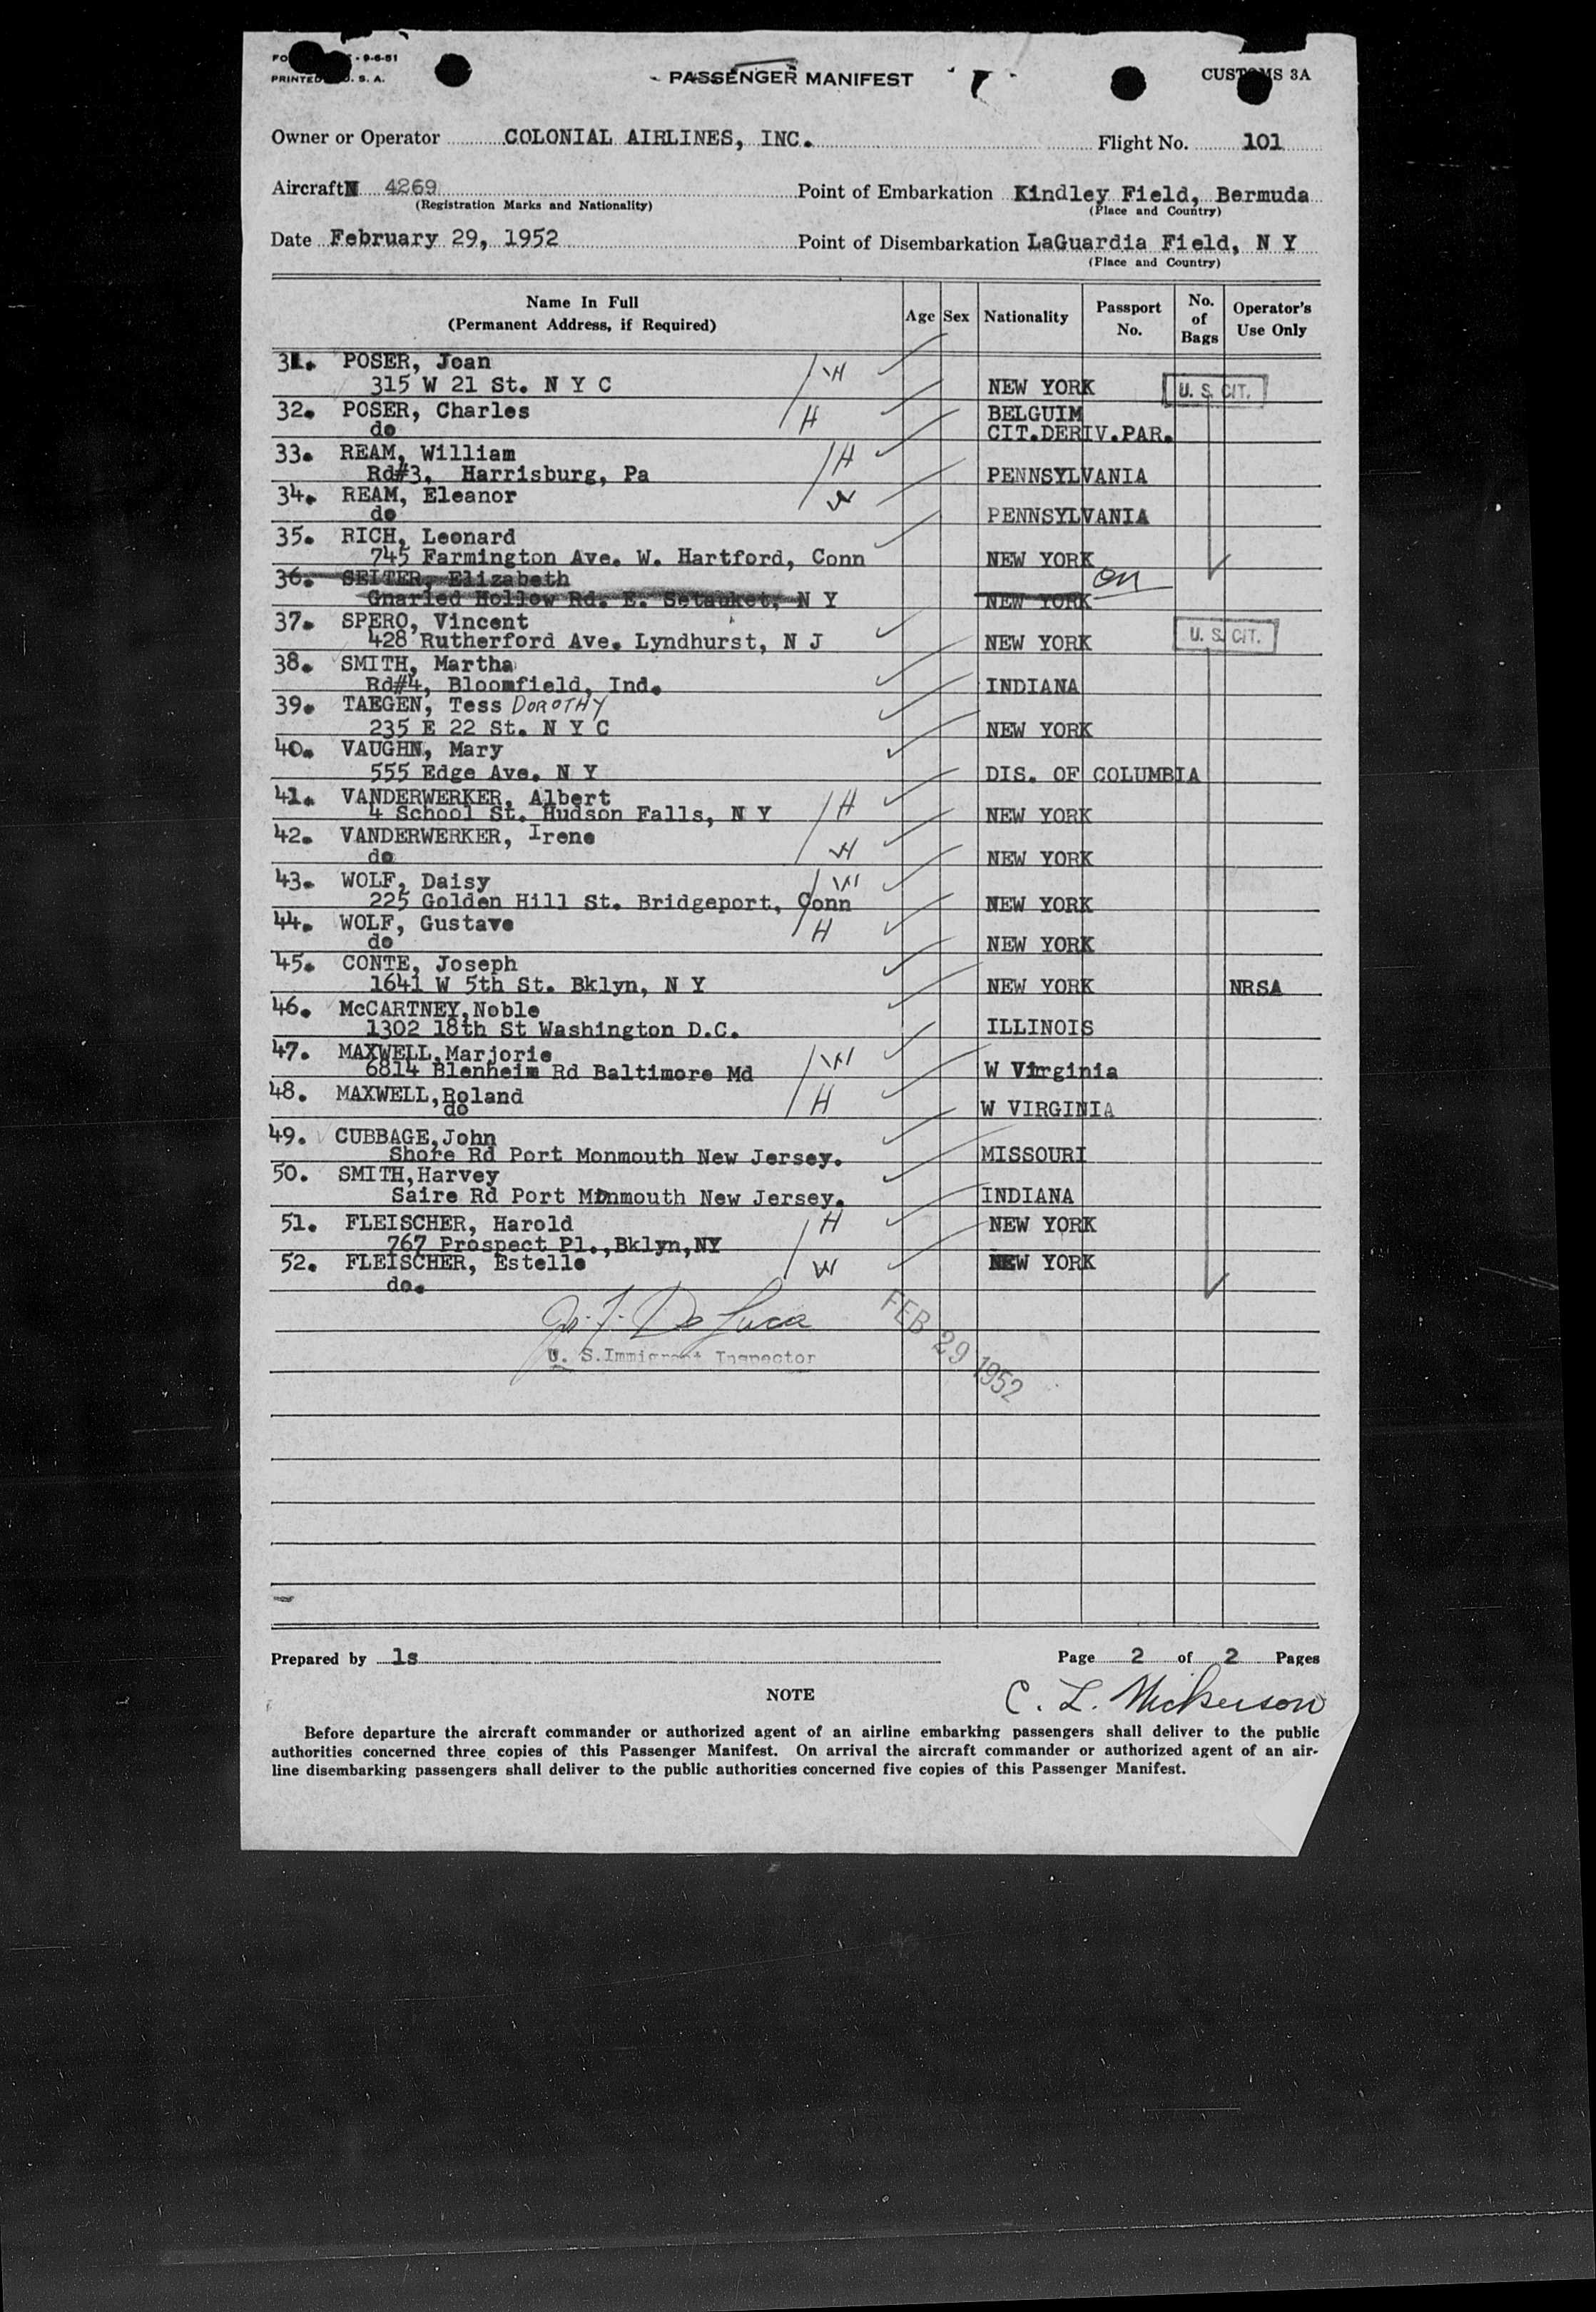 - 9-6-51
PRINTED U. S. A.
PASSENGER MANIFEST
CUSTOMS 3A
Owner or Operator COLONIAL AIRLINES, INC. Flight No. 101
Aircraft N 4269 Point of Embarkation Kindley Field, Bermuda
(Registration Marks and Nationality) (Place and Country)
Date February 29, 1952 Point of Disembarkation LaGuardia Field, N Y
(Place and Country)
Name In Full
(Permanent Address, if Required)
Age Sex Nationality Passport No. No. of Bags Operator's Use Only
31. POSER, Joan W
315 W 21 St. N Y C NEW YORK U. S. CIT.
32. POSER, Charles H BELGUIM
do CIT.DERIV.PAR.
33. REAM, William H
Rd#3, Harrisburg, Pa PENNSYLVANIA
34. REAM, Eleanor W
do PENNSYLVANIA
35. RICH, Leonard
745 Farmington Ave. W. Hartford, Conn NEW YORK
36. SEITER, Elizabeth
Gnarled Hollow Rd. E. Setauket, N Y NEW YORK
37. SPERO, Vincent
428 Rutherford Ave. Lyndhurst, N J NEW YORK U. S. CIT.
38. SMITH, Martha
Rd#4, Bloomfield, Ind. INDIANA
39. TAEGEN, Tess DOROTHY
235 E 22 St. N Y C NEW YORK
40. VAUGHN, Mary
555 Edge Ave. N Y DIS. OF COLUMBIA
41. VANDERWERKER, Albert H
4 School St. Hudson Falls, N Y NEW YORK
42. VANDERWERKER, Irene W
do NEW YORK
43. WOLF, Daisy W
225 Golden Hill St. Bridgeport, Conn NEW YORK
44. WOLF, Gustave H
do NEW YORK
45. CONTE, Joseph
1641 W 5th St. Bklyn, N Y NEW YORK NRSA
46. McCARTNEY,Noble
1302 18th St Washington D.C. ILLINOIS
47. MAXWELL,Marjorie W
6814 Blenheim Rd Baltimore Md W Virginia
48. MAXWELL,Roland H
do W VIRGINIA
49. CUBBAGE,John
Shore Rd Port Monmouth New Jersey. MISSOURI
50. SMITH,Harvey
Saire Rd Port Monmouth New Jersey. INDIANA
51. FLEISCHER, Harold H NEW YORK
767 Prospect Pl.,Bklyn,NY
52. FLEISCHER, Estelle W NEW YORK
do.
De Luca
U. S. Immigrant Inspector
FEB 29 1952
Prepared by ls Page 2 of 2 Pages
NOTE
C. L. Nickerson
Before departure the aircraft commander or authorized agent of an airline embarking passengers shall deliver to the public
authorities concerned three copies of this Passenger Manifest. On arrival the aircraft commander or authorized agent of an air-
line disembarking passengers shall deliver to the public authorities concerned five copies of this Passenger Manifest.